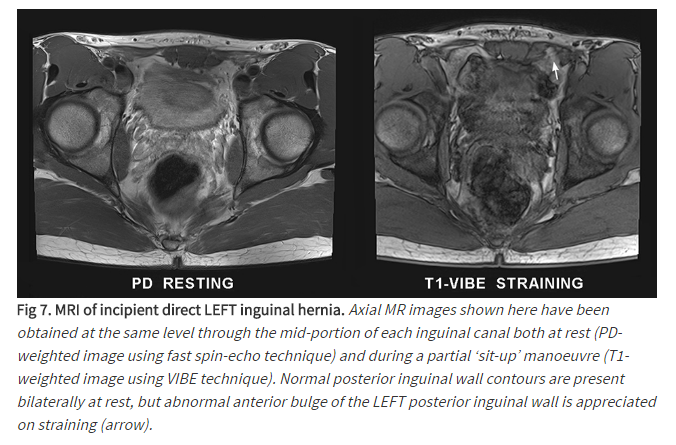 PD RESTING
T1-VIBE STRAINING
Fig 7. MRI of incipient direct LEFT inguinal hernia. Axial MR images shown here have been
obtained at the same level through the mid-portion of each inguinal canal both at rest (PD-
weighted image using fast spin-echo technique) and during a partial ‘sit-up’ manoeuvre (T1-
weighted image using VIBE technique). Normal posterior inguinal wall contours are present
bilaterally at rest, but abnormal anterior bulge of the LEFT posterior inguinal wall is appreciated
on straining (arrow).